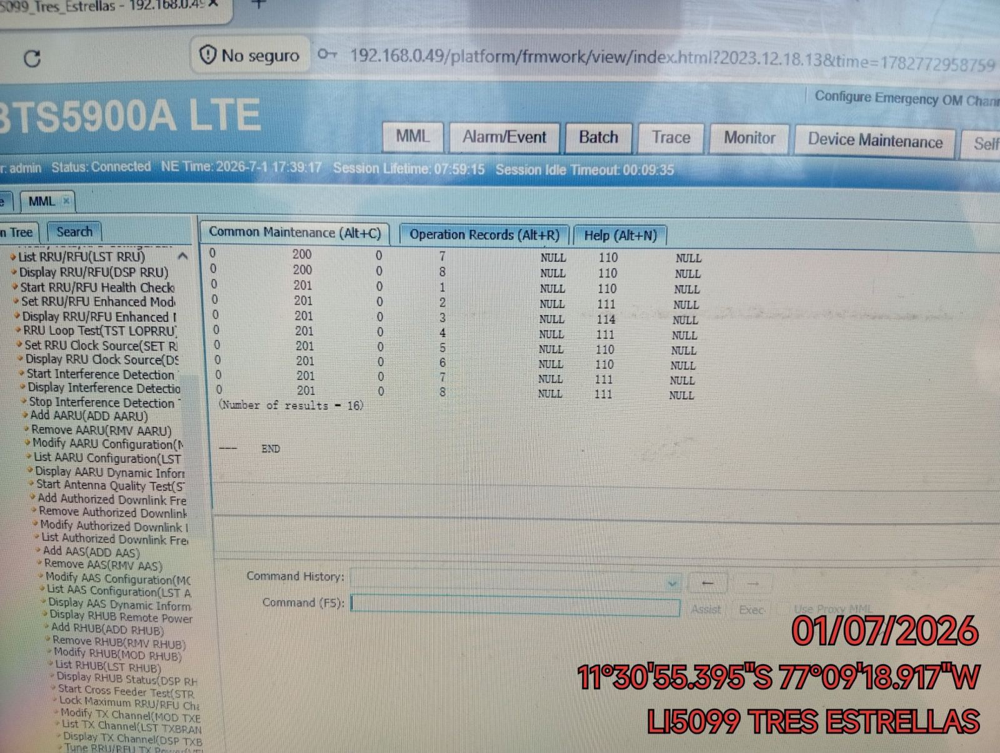 5099_Tres_Estrellas - 192.168.0.49 × +
No seguro 192.168.0.49/platform/frmwork/view/index.html?2023.12.18.13&time=1782772958759
Configure Emergency OM Chan
BTS5900A LTE
MML Alarm/Event Batch Trace Monitor Device Maintenance Self
r: admin Status: Connected NE Time: 2026-7-1 17:39:17 Session Lifetime: 07:59:15 Session Idle Timeout: 00:09:35
e MML ×
n Tree Search
Common Maintenance (Alt+C) Operation Records (Alt+R) Help (Alt+N)
List RRU/RFU(LST RRU)
Display RRU/RFU(DSP RRU)
Start RRU/RFU Health Check
Set RRU/RFU Enhanced Mod
Display RRU/RFU Enhanced I
RRU Loop Test(TST LOPRRU)
Set RRU Clock Source(SET R
Display RRU Clock Source(DS
Start Interference Detection
Display Interference Detectio
Stop Interference Detection
Add AARU(ADD AARU)
Remove AARU(RMV AARU)
Modify AARU Configuration(M
List AARU Configuration(LST
Display AARU Dynamic Inforr
Start Antenna Quality Test(S
Add Authorized Downlink Fre
Remove Authorized Downlink
Modify Authorized Downlink I
List Authorized Downlink Fre
Add AAS(ADD AAS)
Remove AAS(RMV AAS)
Modify AAS Configuration(MC
List AAS Configuration(LST A
Display AAS Dynamic Inform
Display RHUB Remote Power
Add RHUB(ADD RHUB)
Remove RHUB(RMV RHUB)
Modify RHUB(MOD RHUB)
List RHUB(LST RHUB)
Display RHUB Status(DSP RH
Start Cross Feeder Test(STR
Lock Maximum RRU/RFU Cha
Modify TX Channel(MOD TXE
List TX Channel(LST TXBRAN
Display TX Channel(DSP TXB
Tune RRU/RFU TX
0 200 0 7 NULL 110 NULL
0 200 0 8 NULL 110 NULL
0 201 0 1 NULL 110 NULL
0 201 0 2 NULL 111 NULL
0 201 0 3 NULL 114 NULL
0 201 0 4 NULL 111 NULL
0 201 0 5 NULL 110 NULL
0 201 0 6 NULL 110 NULL
0 201 0 7 NULL 111 NULL
0 201 0 8 NULL 111 NULL
(Number of results = 16)
--- END
Command History:
Command (F5): Assist Exec Use Proxy MML
01/07/2026
11°30'55.395"S 77°09'18.917"W
LI5099 TRES ESTRELLAS